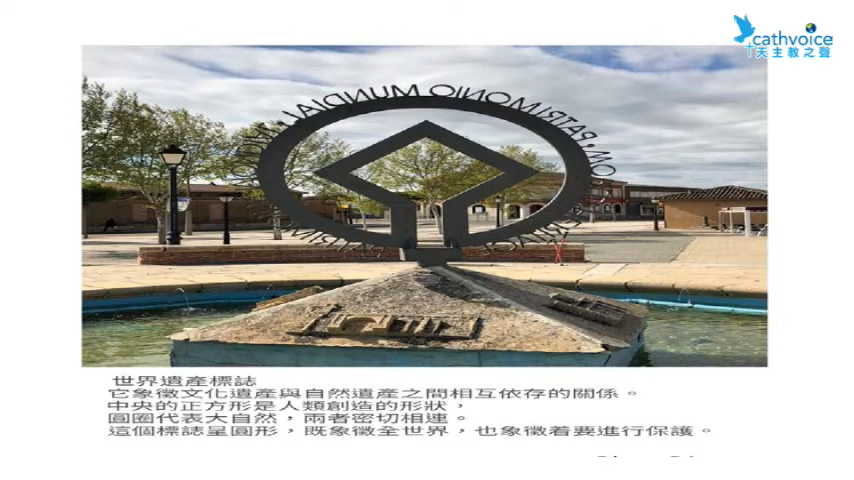 cathvoice
天主教之聲
PATRIMONIO MUNDIAL
世界遺產標誌
它象徵文化遺產與自然遺產之間相互依存的關係。
中央的正方形是人類創造的形狀，
圓圈代表大自然，兩者密切相連。
這個標誌呈圓形，既象徵全世界，也象徵着要進行保護。